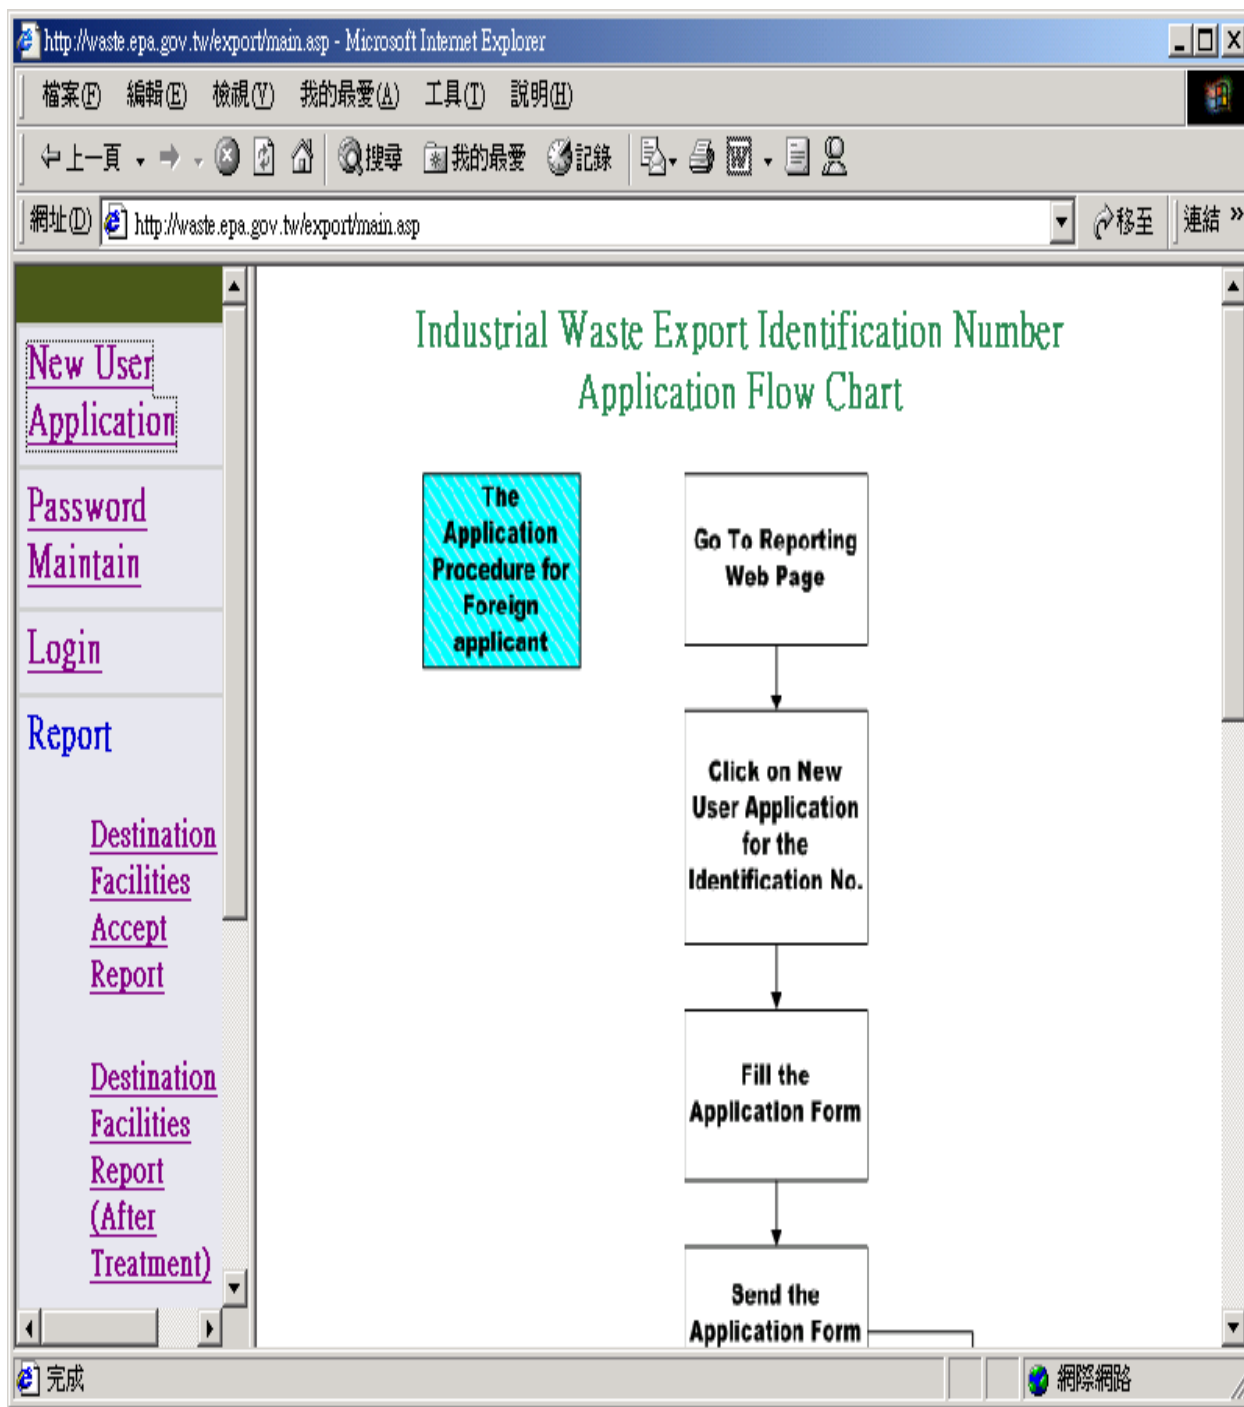 http://waste.epa.gov.tw/export/main.asp - Microsoft Internet Explorer
檔案(F) 編輯(E) 檢視(V) 我的最愛(A) 工具(T) 說明(H)
上一頁 搜尋 我的最愛 記錄
網址(D) http://waste.epa.gov.tw/export/main.asp 移至 連結 »
New User
Application
Password
Maintain
Login
Report
Destination
Facilities
Accept
Report
Destination
Facilities
Report
(After
Treatment)
Industrial Waste Export Identification Number
Application Flow Chart
The
Application
Procedure for
Foreign
applicant
Go To Reporting
Web Page
Click on New
User Application
for the
Identification No.
Fill the
Application Form
Send the
Application Form
完成 網際網路